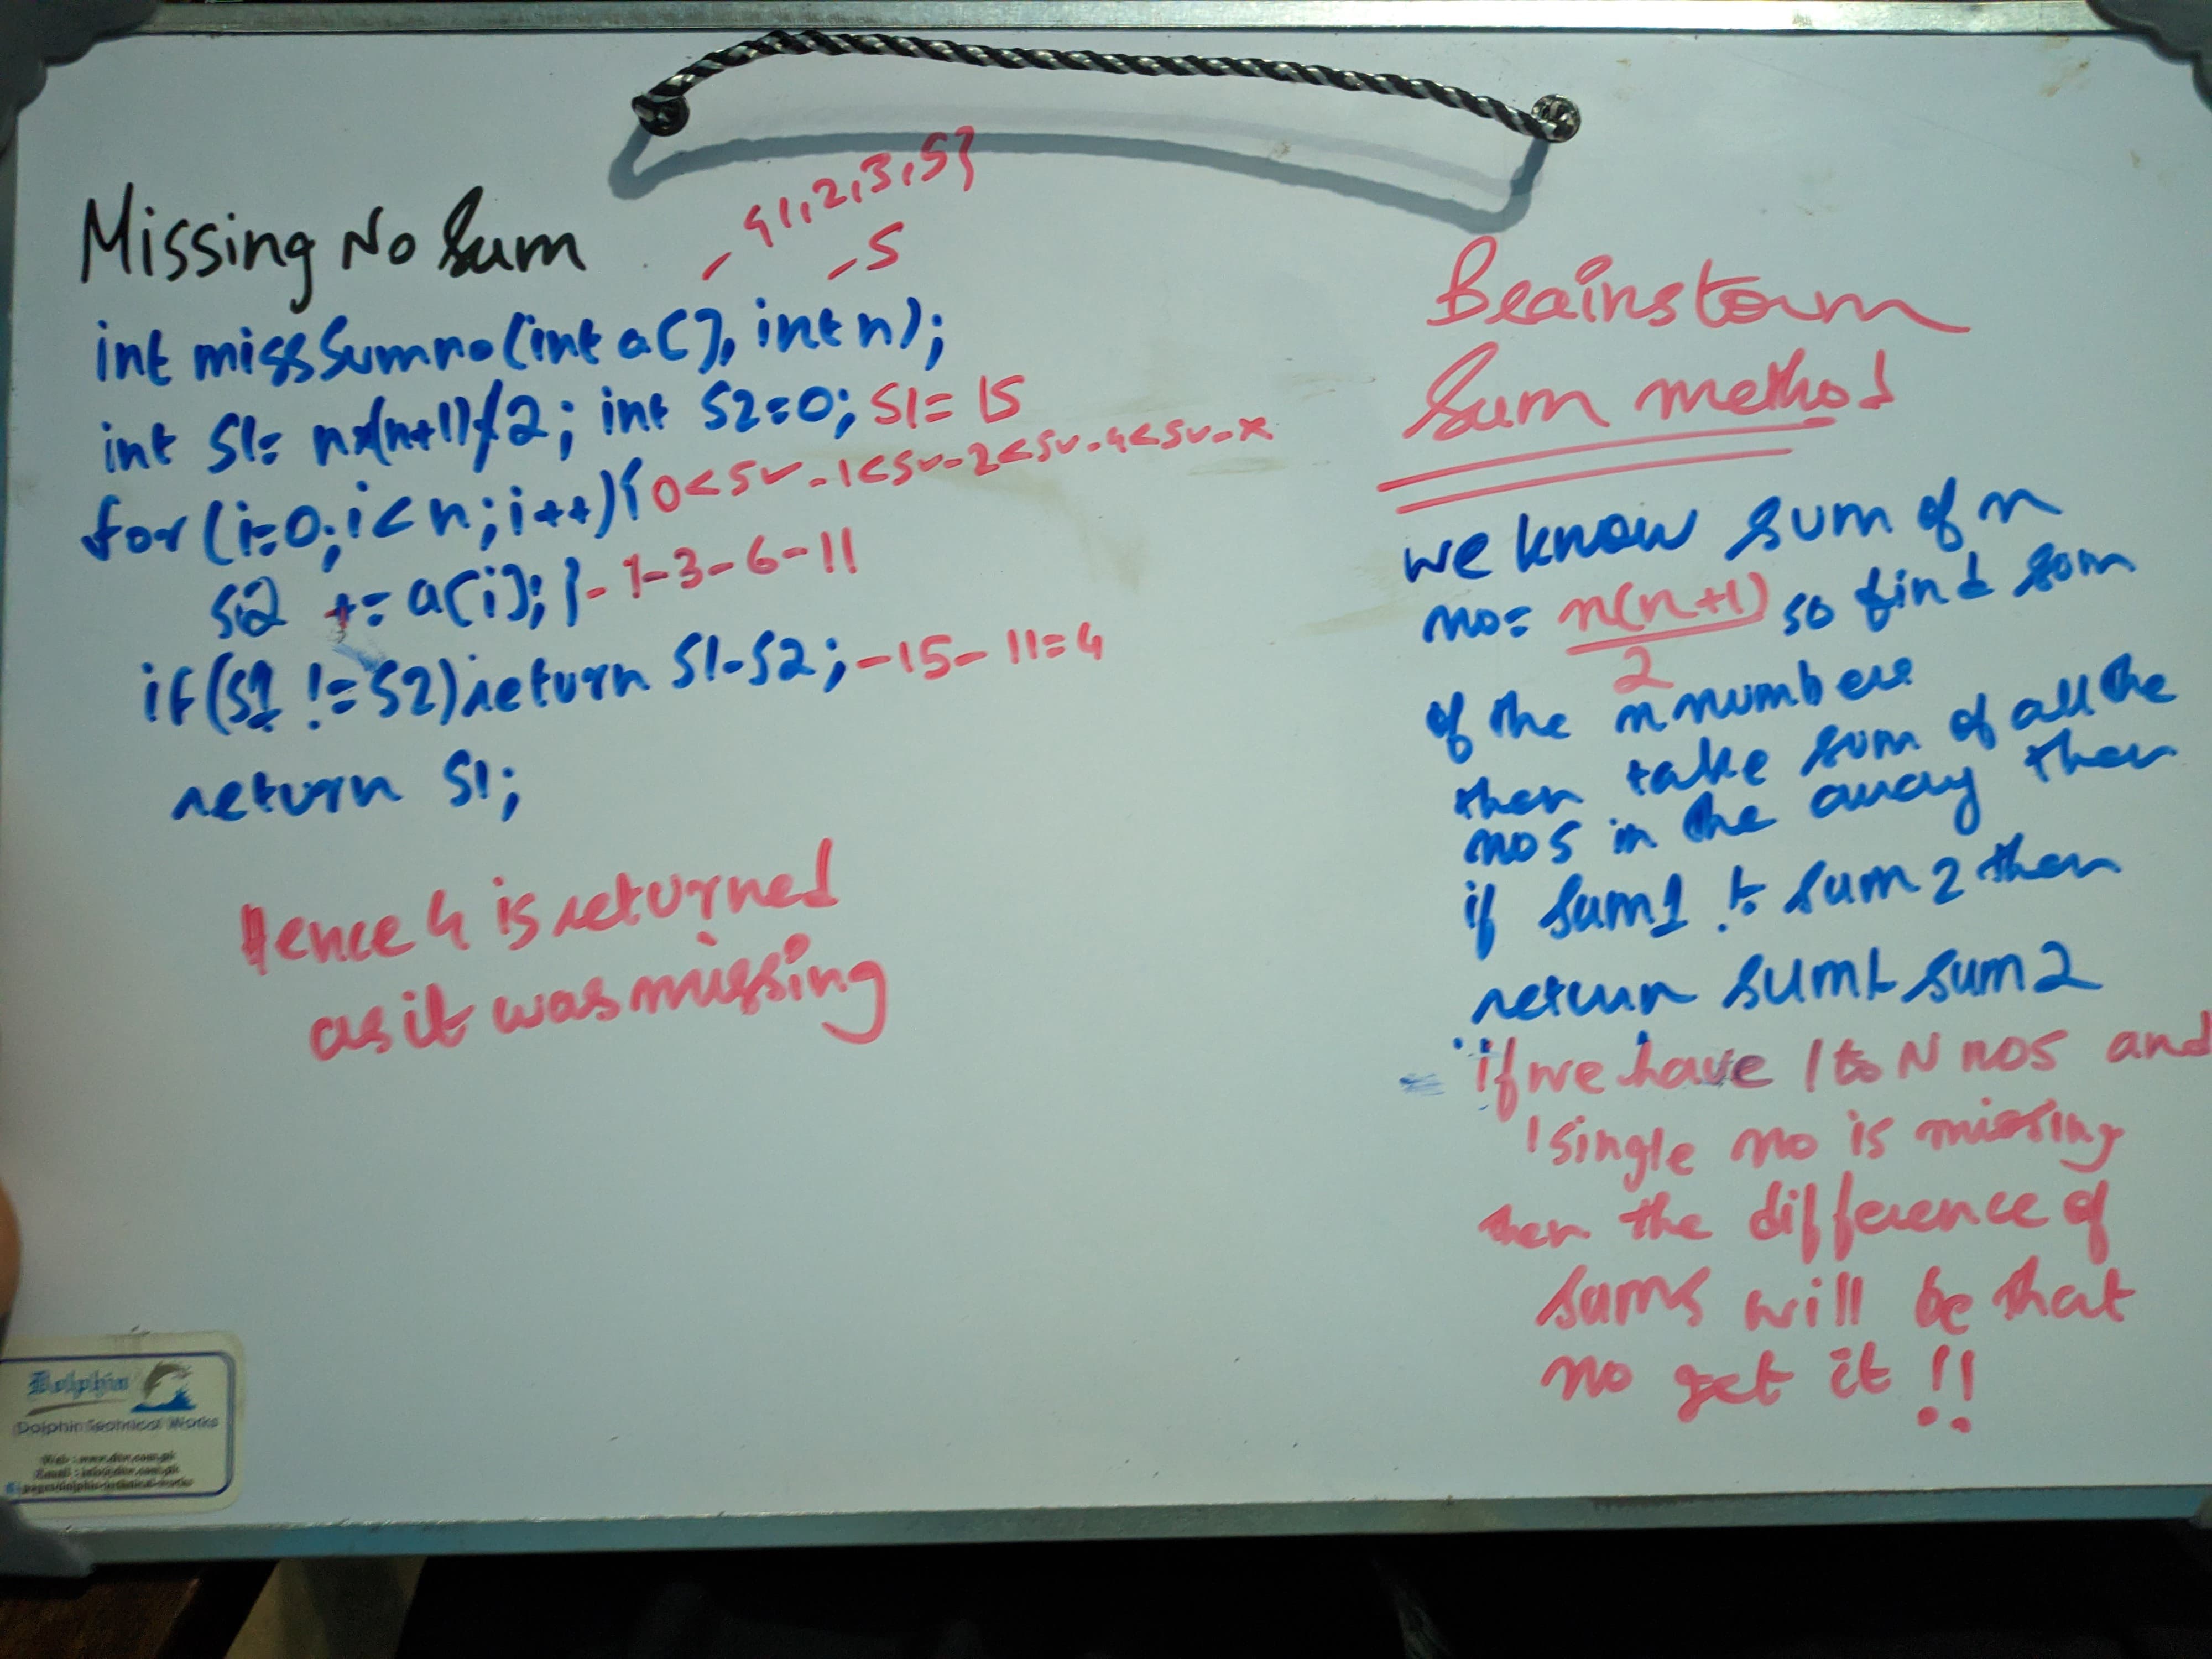 Missing No Sum
- {1,2,3,5}
- 5
int missSumno(int a[], int n);
int S1= n*(n+1)/2; int S2=0; S1= 15
for(i=0;i<n;i++){ 0<5✓-1<5✓-2<5✓-4<5✓-x
S2 += a[i]; }- 1-3-6-11
if(S1 != S2)return S1-S2; -15-11=4
return S1;
Hence 4 is returned
as it was missing
Brainstorm
Sum method
we know sum of n
no= n(n+1)/2 so find som
of the n numbers
then take sum of all the
nos in the array then
if sum1 != sum2 then
return sum1-sum2
if we have 1 to N nos and
1 single no is missing
then the difference of
sums will be that
no get it !!
Dolphin
Dolphin Technical Works
Web : www.dtw.com.pk
Email : info@dtw.com.pk